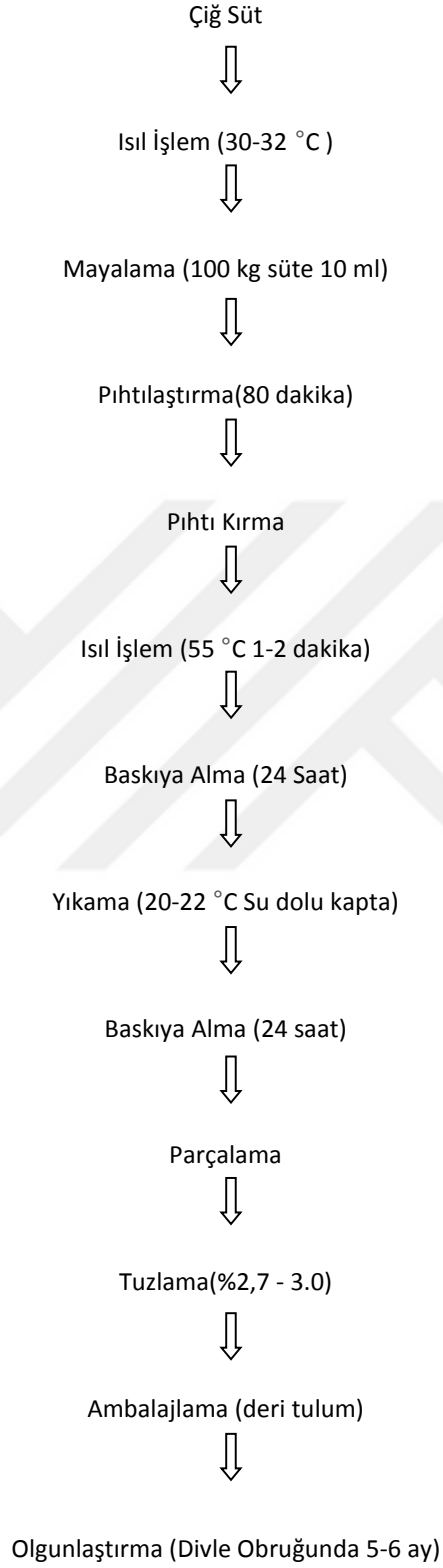 Çiğ Süt
Isıl İşlem (30-32 °C )
Mayalama (100 kg süte 10 ml)
Pıhtılaştırma(80 dakika)
Pıhtı Kırma
Isıl İşlem (55 °C 1-2 dakika)
Baskıya Alma (24 Saat)
Yıkama (20-22 °C Su dolu kapta)
Baskıya Alma (24 saat)
Parçalama
Tuzlama(%2,7 - 3.0)
Ambalajlama (deri tulum)
Olgunlaştırma (Divle Obruğunda 5-6 ay)